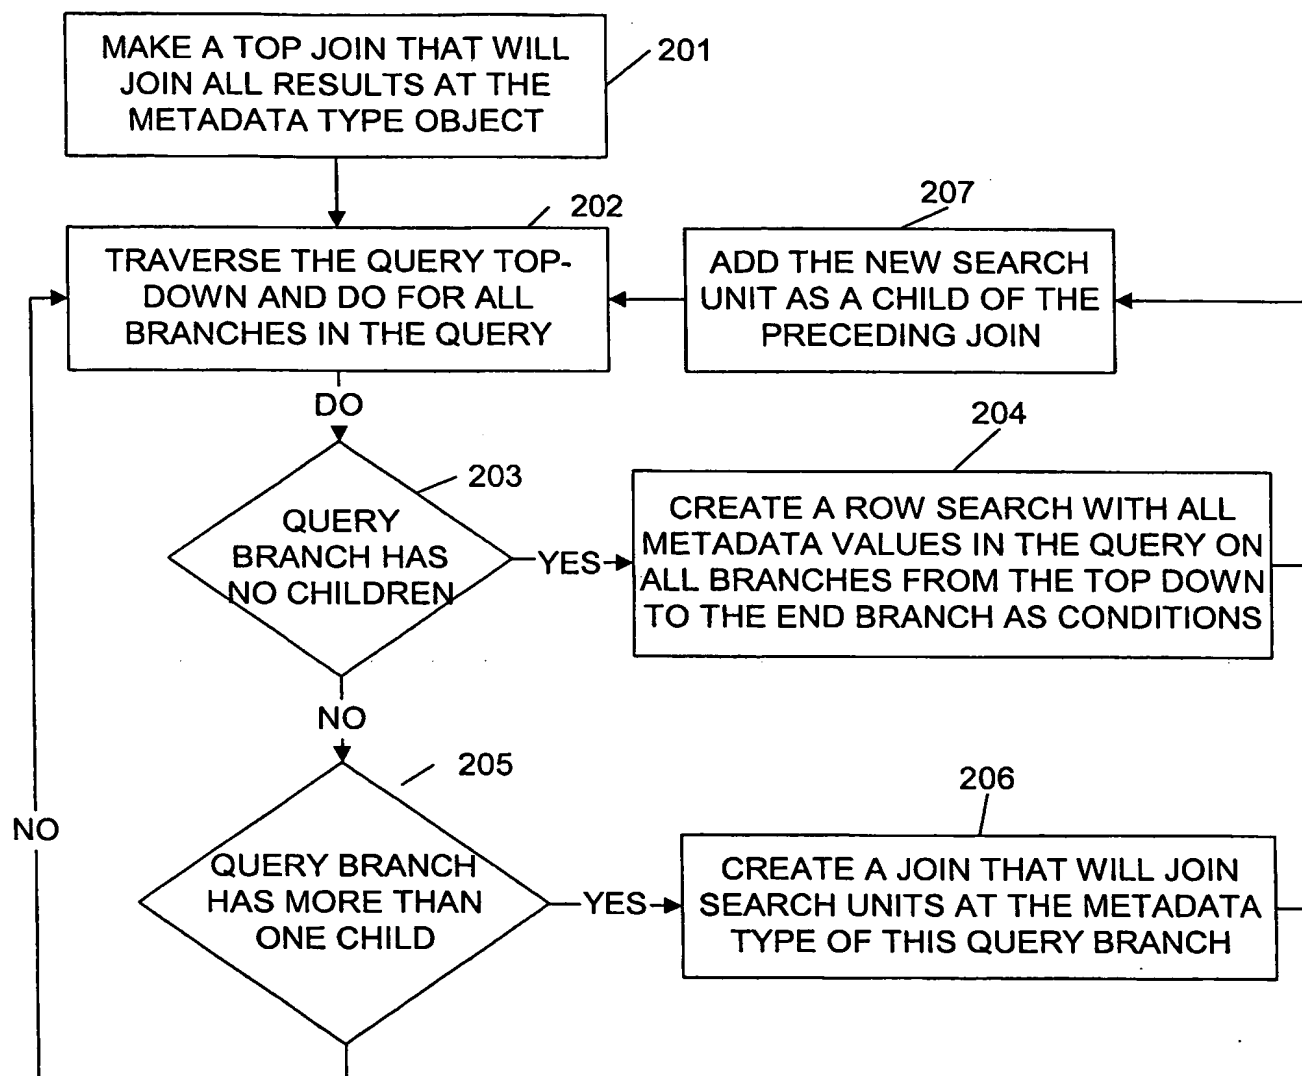 MAKE A TOP JOIN THAT WILL
JOIN ALL RESULTS AT THE
METADATA TYPE OBJECT
201
202
TRAVERSE THE QUERY TOP-
DOWN AND DO FOR ALL
BRANCHES IN THE QUERY
207
ADD THE NEW SEARCH
UNIT AS A CHILD OF THE
PRECEDING JOIN
DO
203
QUERY
BRANCH HAS
NO CHILDREN
YES
204
CREATE A ROW SEARCH WITH ALL
METADATA VALUES IN THE QUERY ON
ALL BRANCHES FROM THE TOP DOWN
TO THE END BRANCH AS CONDITIONS
NO
205
QUERY BRANCH
HAS MORE THAN
ONE CHILD
YES
206
CREATE A JOIN THAT WILL JOIN
SEARCH UNITS AT THE METADATA
TYPE OF THIS QUERY BRANCH
NO